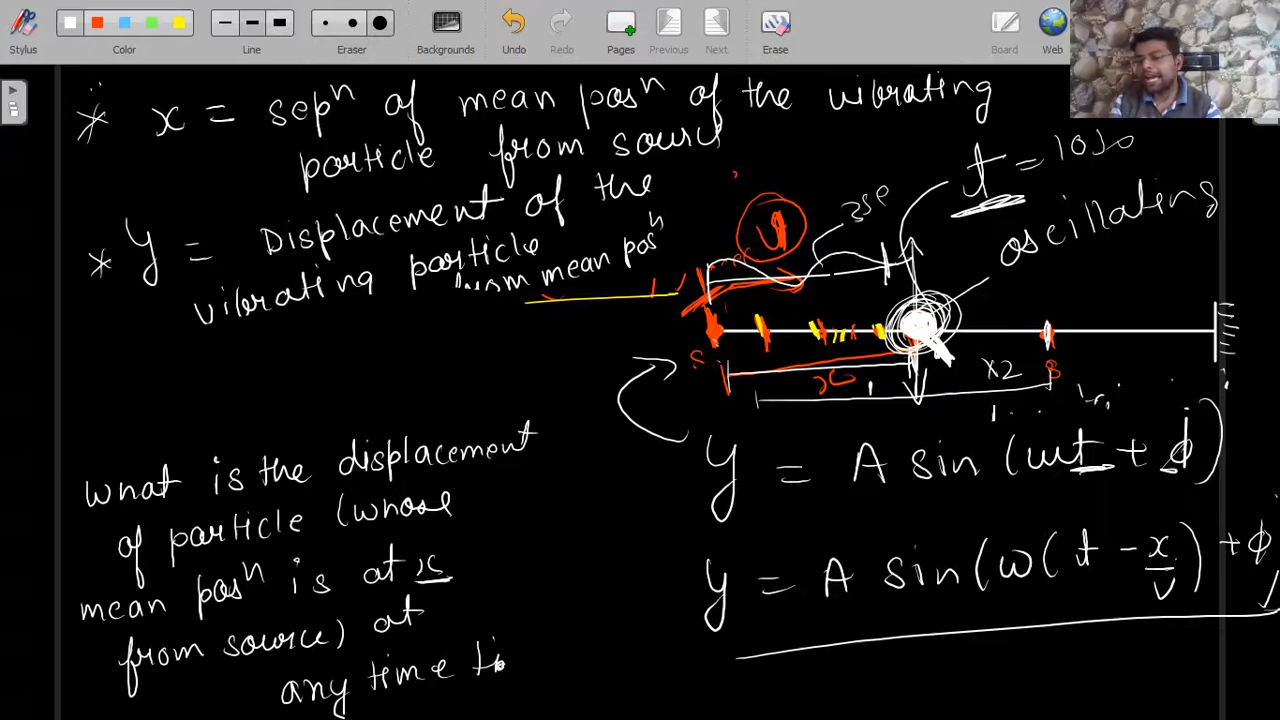 Stylus
Color
Line
Eraser
Backgrounds
Undo
Redo
Pages
Previous
Next
Erase
Board
Web
* x = sepⁿ of mean posⁿ of the vibrating
particle from source
* Y = Displacement of the
vibrating particle
from mean posⁿ
t = 10
oscillating
x2
y = A sin (ωt + ϕ)
y = A sin(ω(t - x/v) + ϕ
What is the displacement
of particle (whose
mean posⁿ is at x
from source) at
any time t